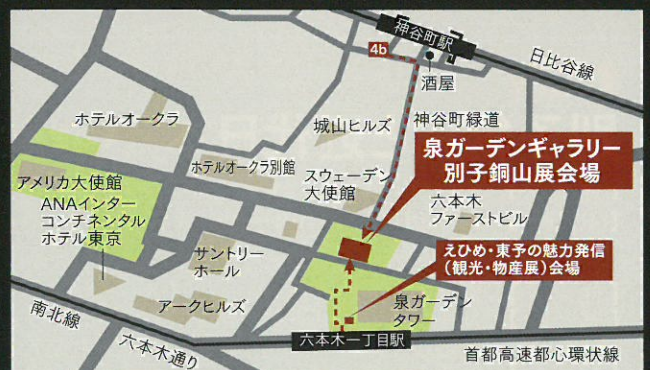 神谷町駅
4b
酒屋
日比谷線
ホテルオークラ
城山ヒルズ
神谷町緑道
泉ガーデンギャラリー
別子銅山展会場
ホテルオークラ別館
スウェーデン
大使館
アメリカ大使館
ANAインター
コンチネンタル
ホテル東京
六本木
ファーストビル
サントリー
ホール
えひめ・東予の魅力発信
（観光・物産展）会場
アークヒルズ
泉ガーデン
タワー
南北線
六本木通り
六本木一丁目駅
首都高速都心環状線